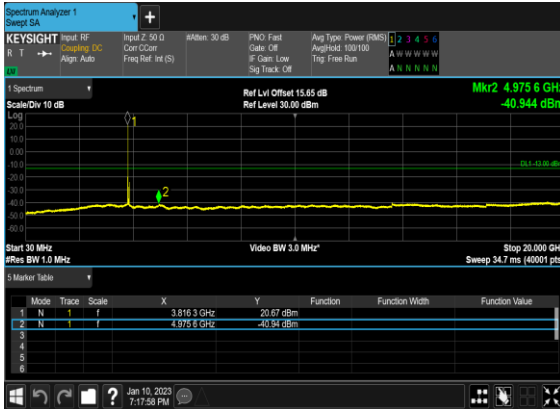 Spectrum Analyzer 1
Swept SA
+
KEYSIGHT Input: RF Input Z: 50 Ω #Atten: 30 dB PNO: Fast Avg Type: Power (RMS) 1 2 3 4 5 6
R T Coupling: DC Corr CCorr Gate: Off Avg|Hold: 100/100 A W W W W W
Align: Auto Freq Ref: Int (S) IF Gain: Low Trig: Free Run
Sig Track: Off A N N N N N
1 Spectrum
Ref Lvl Offset 15.65 dB Mkr2 4.975 6 GHz
Scale/Div 10 dB Ref Level 30.00 dBm -40.944 dBm
Log
20.0
10.0
0.00
-10.0
DL1 -13.00 dBm
-20.0
-30.0
-40.0
-50.0
-60.0
1
2
Start 30 MHz Video BW 3.0 MHz* Stop 20.000 GH
#Res BW 1.0 MHz Sweep 34.7 ms (40001 pts
5 Marker Table
Mode Trace Scale X Y Function Function Width Function Value
1 N 1 f 3.816 3 GHz 20.67 dBm
2 N 1 f 4.975 6 GHz -40.94 dBm
3
4
5
6
? Jan 10, 2023
7:17:58 PM